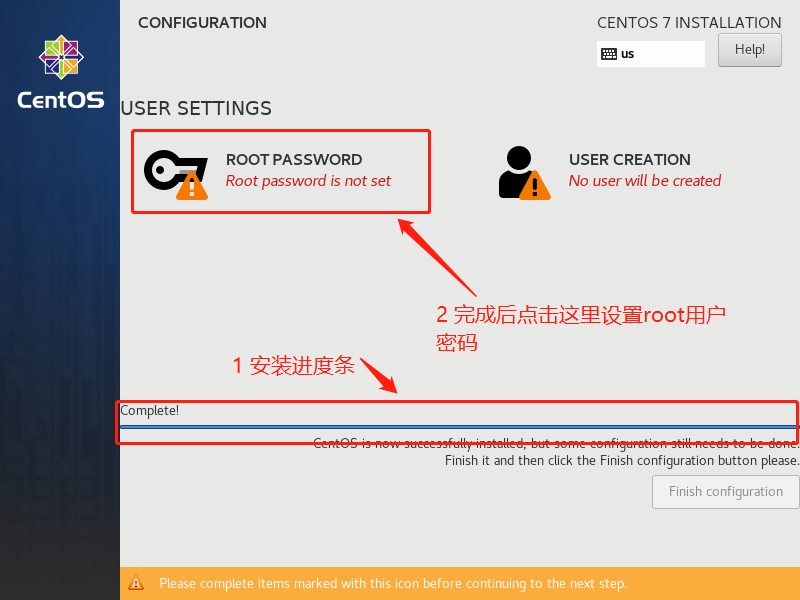 CONFIGURATION
CENTOS 7 INSTALLATION
us
Help!
CentOS
USER SETTINGS
ROOT PASSWORD
Root password is not set
USER CREATION
No user will be created
2 完成后点击这里设置root用户
密码
1 安装进度条
Complete!
CentOS is now successfully installed, but some configuration still needs to be done.
Finish it and then click the Finish configuration button please.
Finish configuration
Please complete items marked with this icon before continuing to the next step.